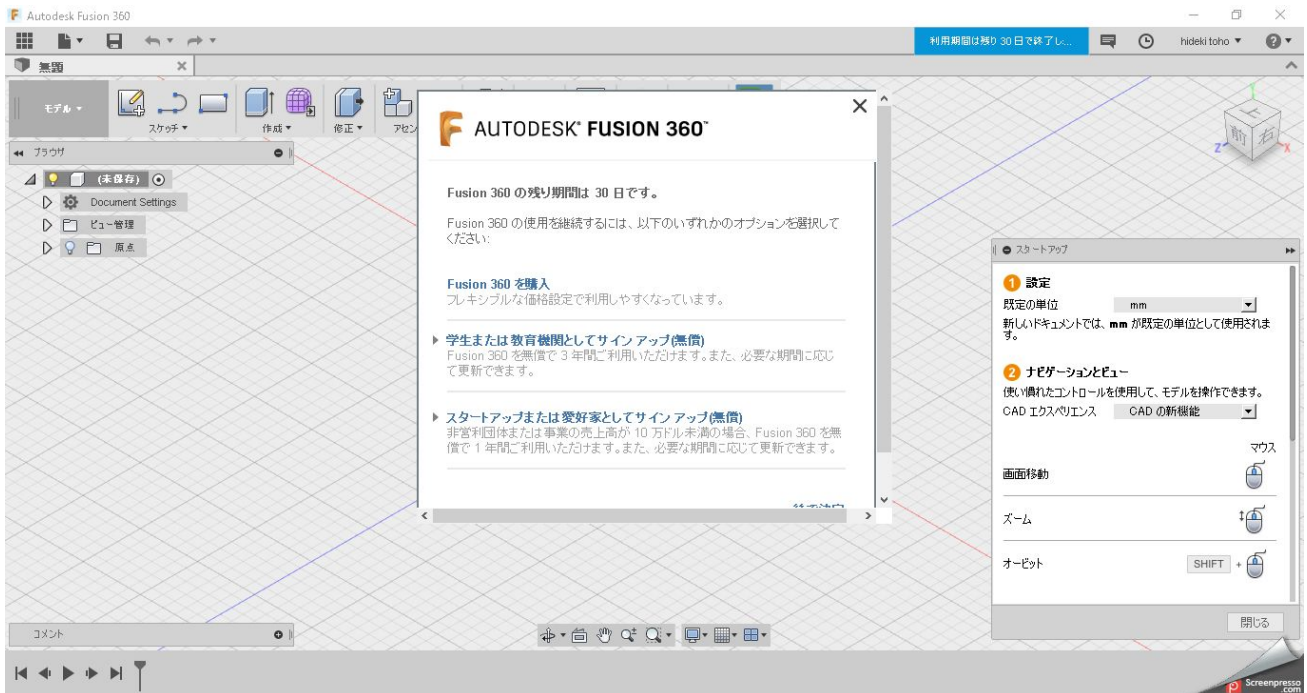 Autodesk Fusion 360
利用期間は残り 30 日で終了し...
hideki toho
無題
モデル
スケッチ
作成
修正
アセン
ブラウザ
(未保存)
Document Settings
ビュー管理
原点
AUTODESK® FUSION 360™
Fusion 360 の残り期間は 30 日です。
Fusion 360 の使用を継続するには、以下のいずれかのオプションを選択して
ください:
Fusion 360 を購入
フレキシブルな価格設定で利用しやすくなっています。
学生または教育機関としてサイン アップ(無償)
Fusion 360 を無償で 3 年間ご利用いただけます。また、必要な期間に応じ
て更新できます。
スタートアップまたは愛好家としてサイン アップ(無償)
非営利団体または事業の売上高が 10 万ドル未満の場合、Fusion 360 を無
償で 1 年間ご利用いただけます。また、必要な期間に応じて更新できます。
上
前
右
Z
X
スタートアップ
1 設定
既定の単位 mm
新しいドキュメントでは、mm が既定の単位として使用されま
す。
2 ナビゲーションとビュー
使い慣れたコントロールを使用して、モデルを操作できます。
CAD エクスペリエンス CAD の新機能
マウス
画面移動
ズーム
オービット SHIFT +
閉じる
コメント
Screenpresso
.com